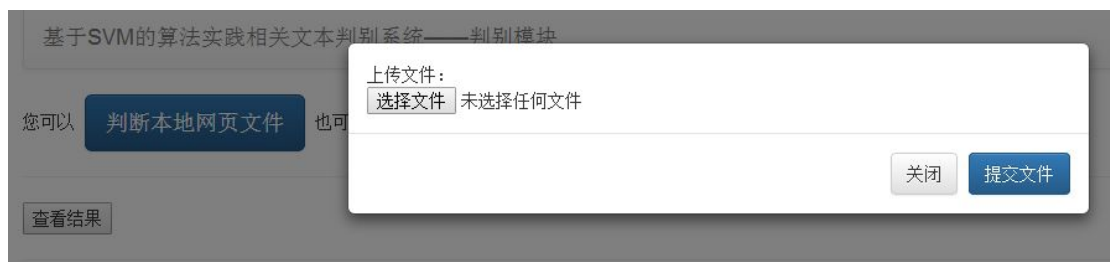 基于SVM的算法实践相关文本判别系统——判别模块
上传文件：
选择文件 未选择任何文件
您可以 判断本地网页文件 也可
关闭 提交文件
查看结果